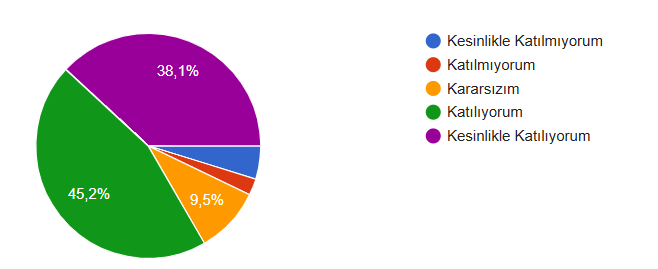 38,1%
45,2%
9,5%
Kesinlikle Katılmıyorum
Katılmıyorum
Kararsızım
Katılıyorum
Kesinlikle Katılıyorum